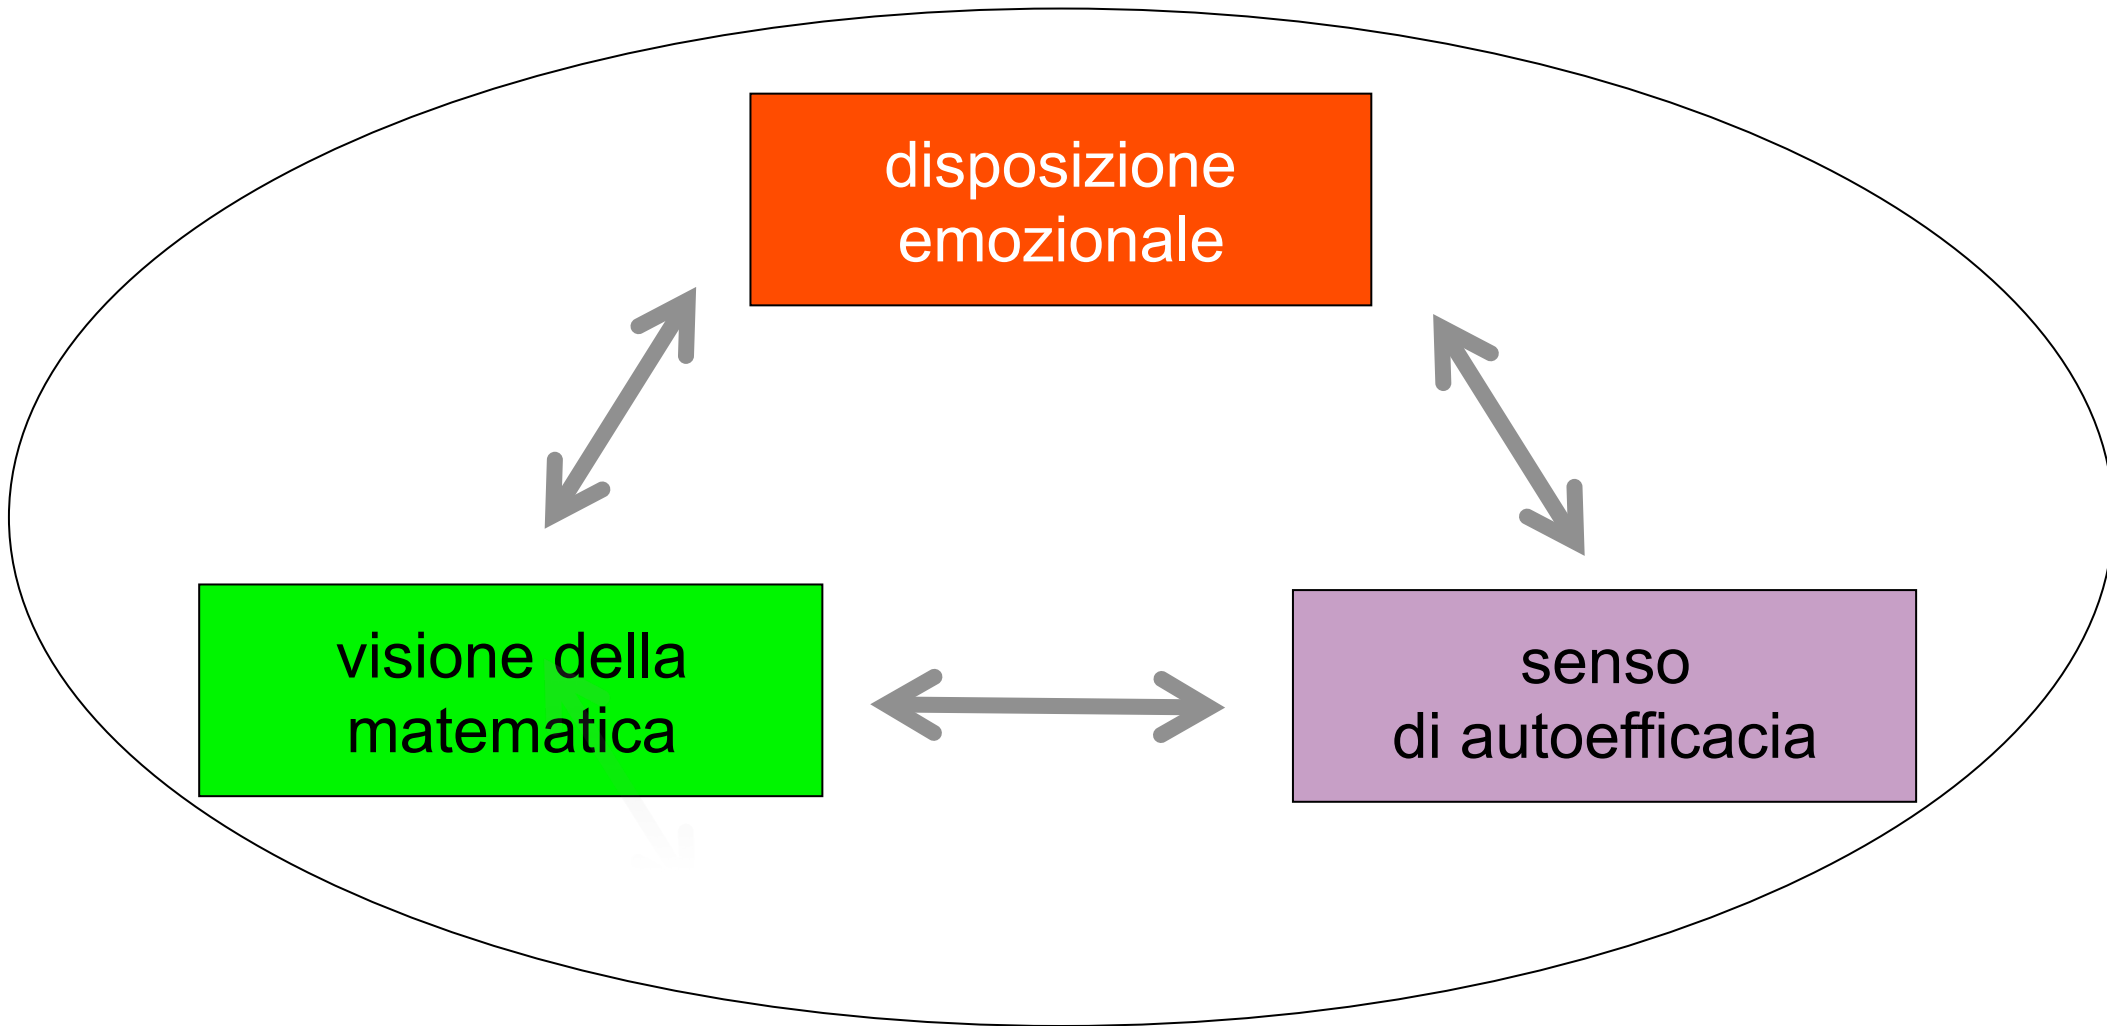 disposizione
emozionale
visione della
matematica
senso
di autoefficacia